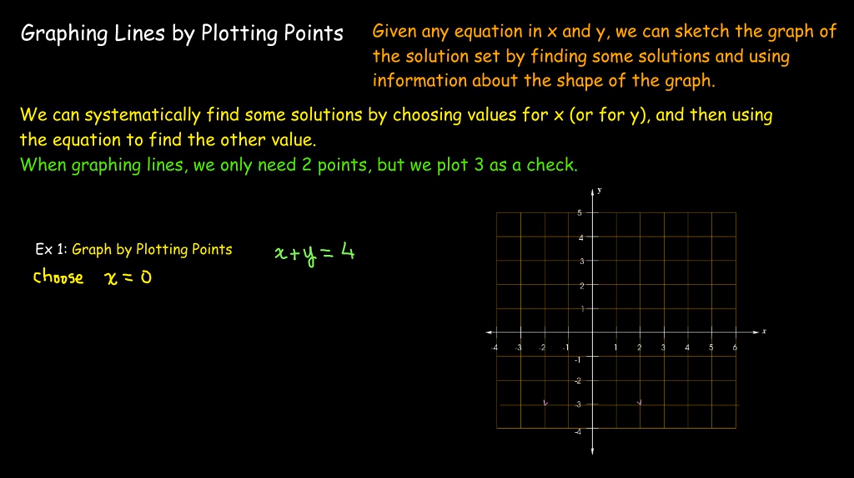 Graphing Lines by Plotting Points
Given any equation in x and y, we can sketch the graph of
the solution set by finding some solutions and using
information about the shape of the graph.
We can systematically find some solutions by choosing values for x (or for y), and then using
the equation to find the other value.
When graphing lines, we only need 2 points, but we plot 3 as a check.
Ex 1: Graph by Plotting Points x+y=4
choose x=0
y
5
4
3
2
1
-4 -3 -2 -1 1 2 3 4 5 6 x
-1
-2
-3
-4